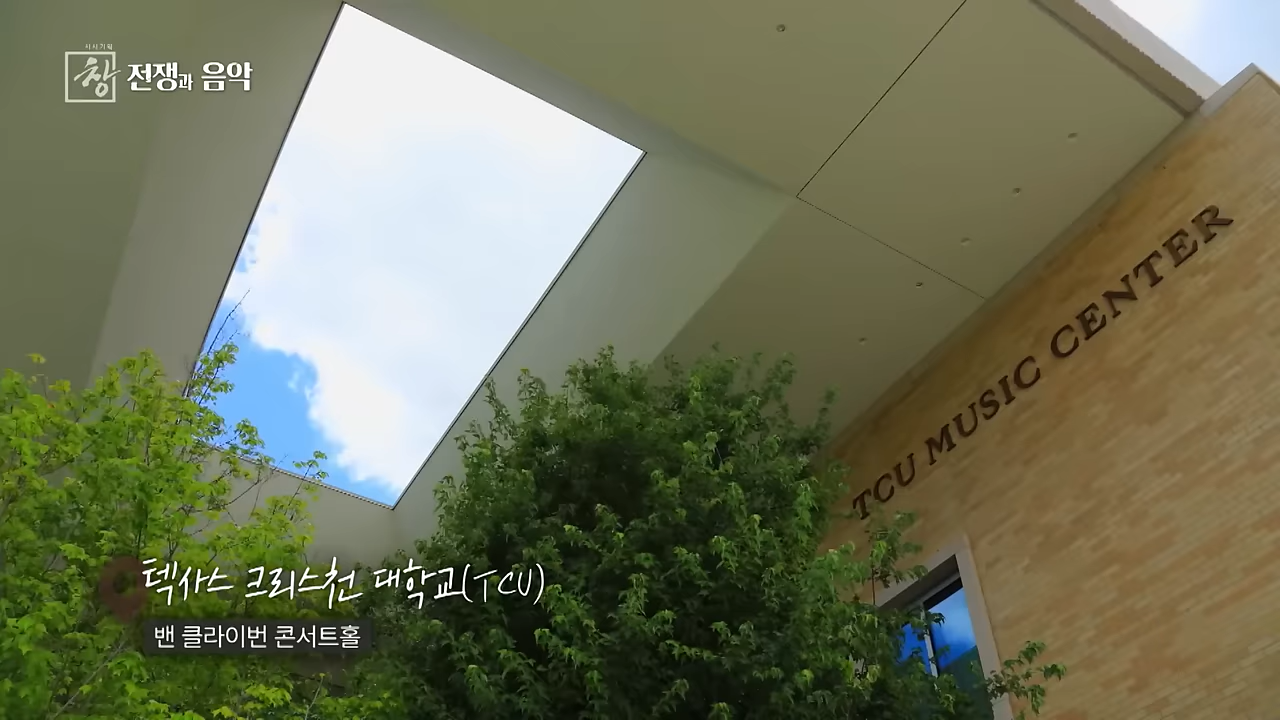 시사기획
창 전쟁과 음악
TCU MUSIC CENTER
텍사스 크리스천 대학교(TCU)
밴 클라이번 콘서트홀